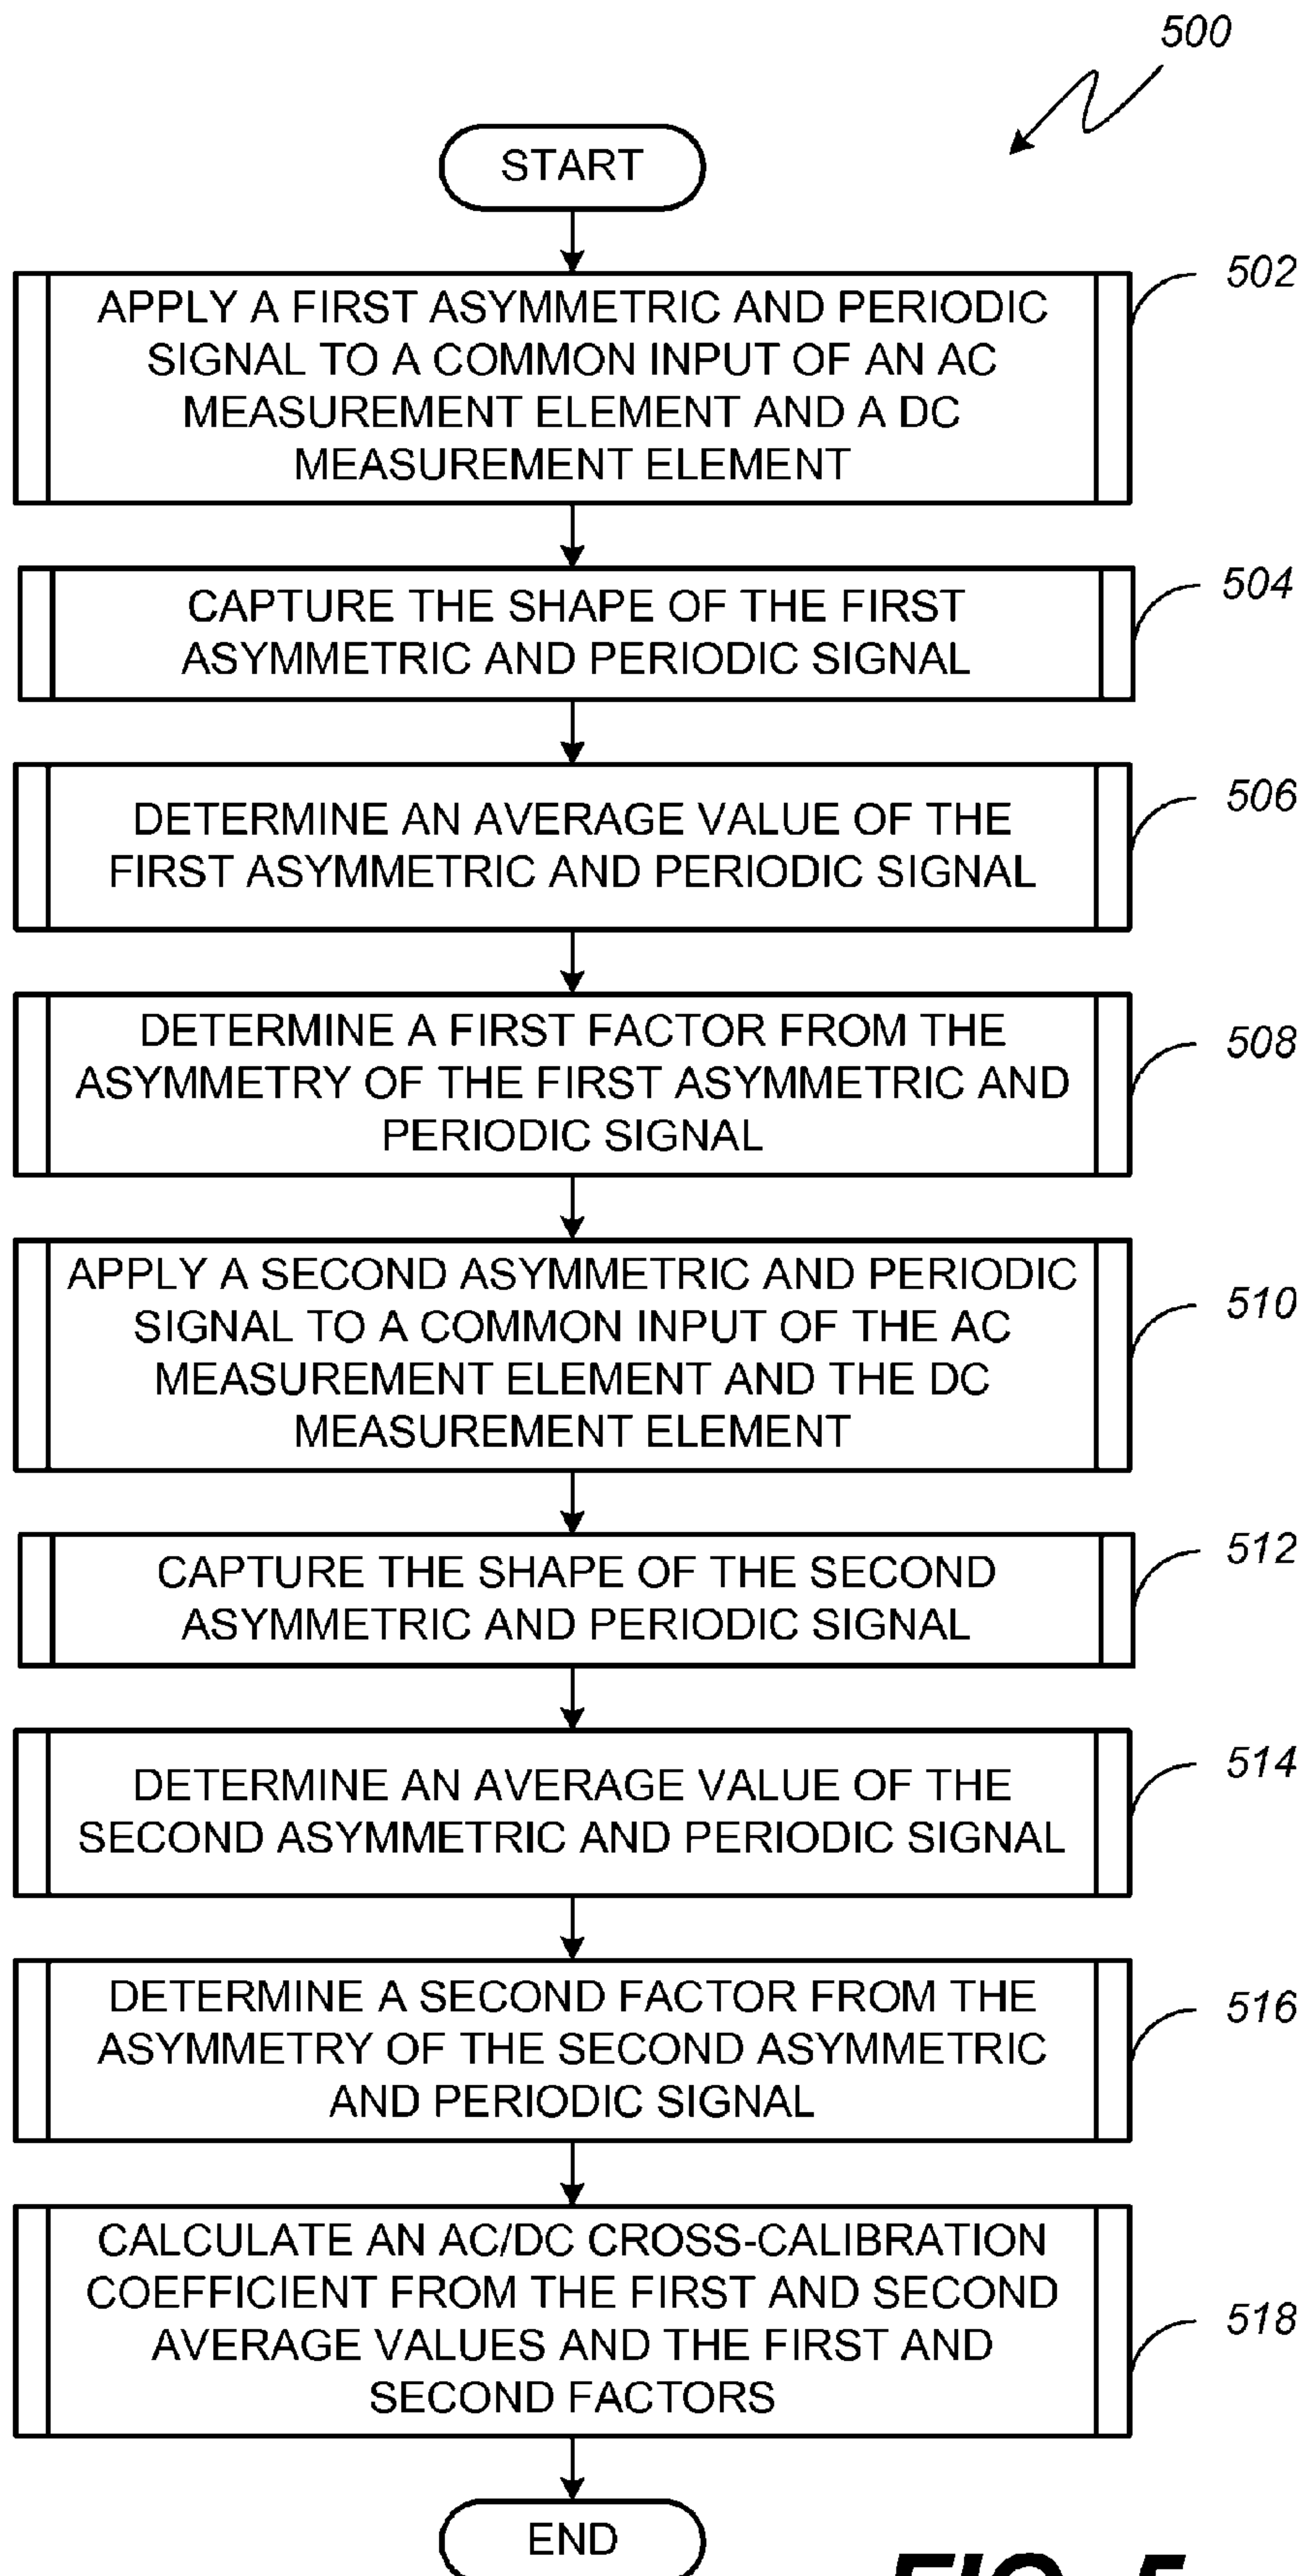 500
START
APPLY A FIRST ASYMMETRIC AND PERIODIC
SIGNAL TO A COMMON INPUT OF AN AC
MEASUREMENT ELEMENT AND A DC
MEASUREMENT ELEMENT
502
CAPTURE THE SHAPE OF THE FIRST
ASYMMETRIC AND PERIODIC SIGNAL
504
DETERMINE AN AVERAGE VALUE OF THE
FIRST ASYMMETRIC AND PERIODIC SIGNAL
506
DETERMINE A FIRST FACTOR FROM THE
ASYMMETRY OF THE FIRST ASYMMETRIC AND
PERIODIC SIGNAL
508
APPLY A SECOND ASYMMETRIC AND PERIODIC
SIGNAL TO A COMMON INPUT OF THE AC
MEASUREMENT ELEMENT AND THE DC
MEASUREMENT ELEMENT
510
CAPTURE THE SHAPE OF THE SECOND
ASYMMETRIC AND PERIODIC SIGNAL
512
DETERMINE AN AVERAGE VALUE OF THE
SECOND ASYMMETRIC AND PERIODIC SIGNAL
514
DETERMINE A SECOND FACTOR FROM THE
ASYMMETRY OF THE SECOND ASYMMETRIC
AND PERIODIC SIGNAL
516
CALCULATE AN AC/DC CROSS-CALIBRATION
COEFFICIENT FROM THE FIRST AND SECOND
AVERAGE VALUES AND THE FIRST AND
SECOND FACTORS
518
END